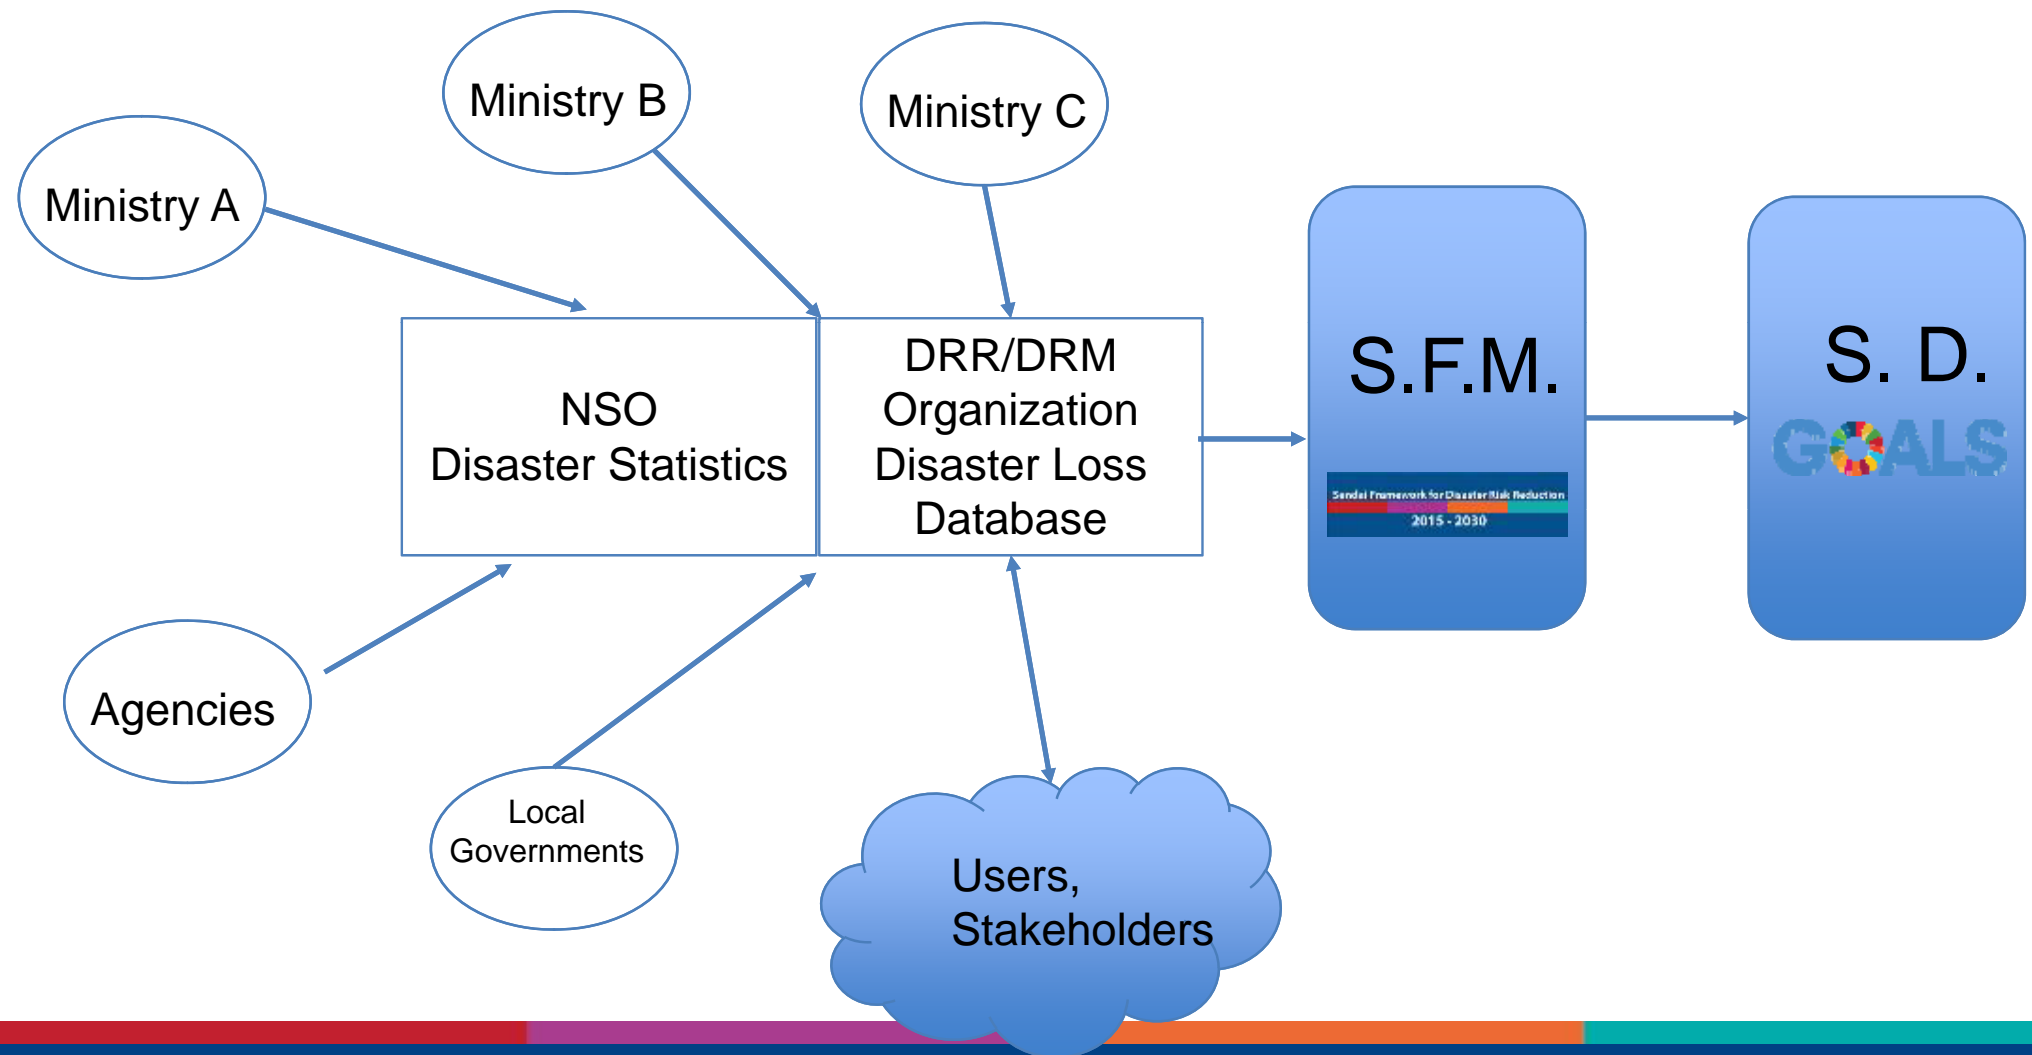 Ministry A
Ministry B
Ministry C
NSO
Disaster Statistics
DRR/DRM
Organization
Disaster Loss
Database
S.F.M.
Sendai Framework for Disaster Risk Reduction
2015 - 2030
S. D.
GOALS
Agencies
Local
Governments
Users,
Stakeholders